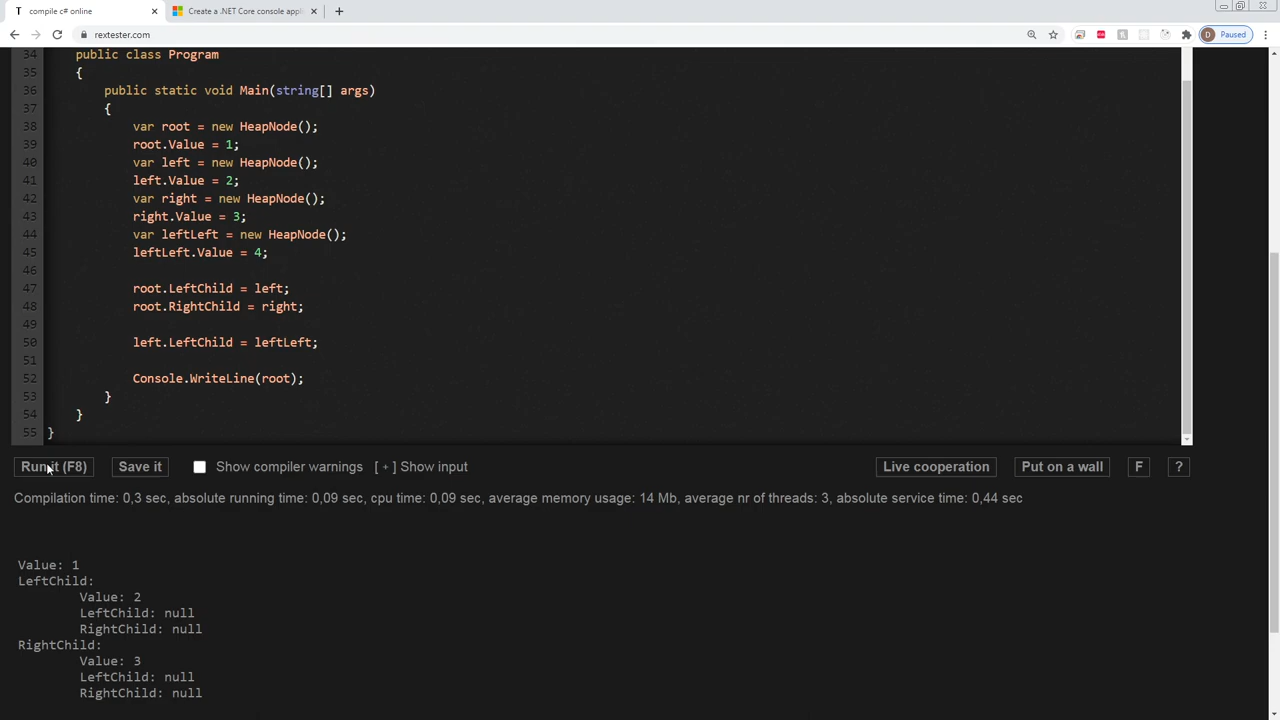 compile c# online
Create a .NET Core console appl
rextester.com
Paused
D
34 public class Program
35 {
36 public static void Main(string[] args)
37 {
38 var root = new HeapNode();
39 root.Value = 1;
40 var left = new HeapNode();
41 left.Value = 2;
42 var right = new HeapNode();
43 right.Value = 3;
44 var leftLeft = new HeapNode();
45 leftLeft.Value = 4;
46
47 root.LeftChild = left;
48 root.RightChild = right;
49
50 left.LeftChild = leftLeft;
51
52 Console.WriteLine(root);
53 }
54 }
55 }
Run it (F8) Save it Show compiler warnings [ + ] Show input Live cooperation Put on a wall F ?
Compilation time: 0,3 sec, absolute running time: 0,09 sec, cpu time: 0,09 sec, average memory usage: 14 Mb, average nr of threads: 3, absolute service time: 0,44 sec
Value: 1
LeftChild:
Value: 2
LeftChild: null
RightChild: null
RightChild:
Value: 3
LeftChild: null
RightChild: null